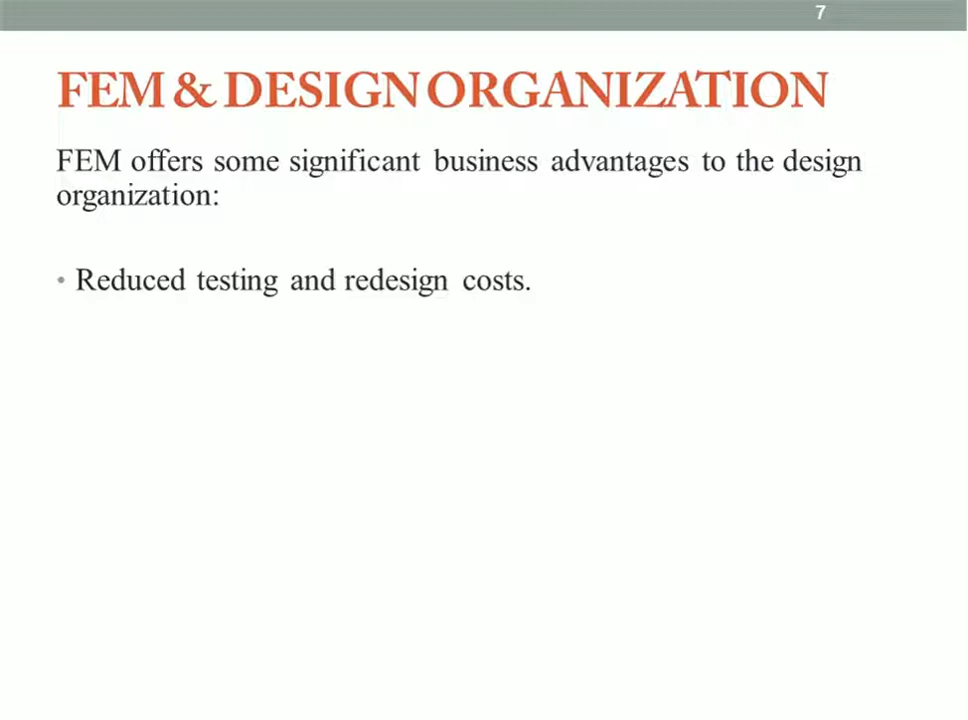 7
FEM & DESIGN ORGANIZATION
FEM offers some significant business advantages to the design
organization:
• Reduced testing and redesign costs.